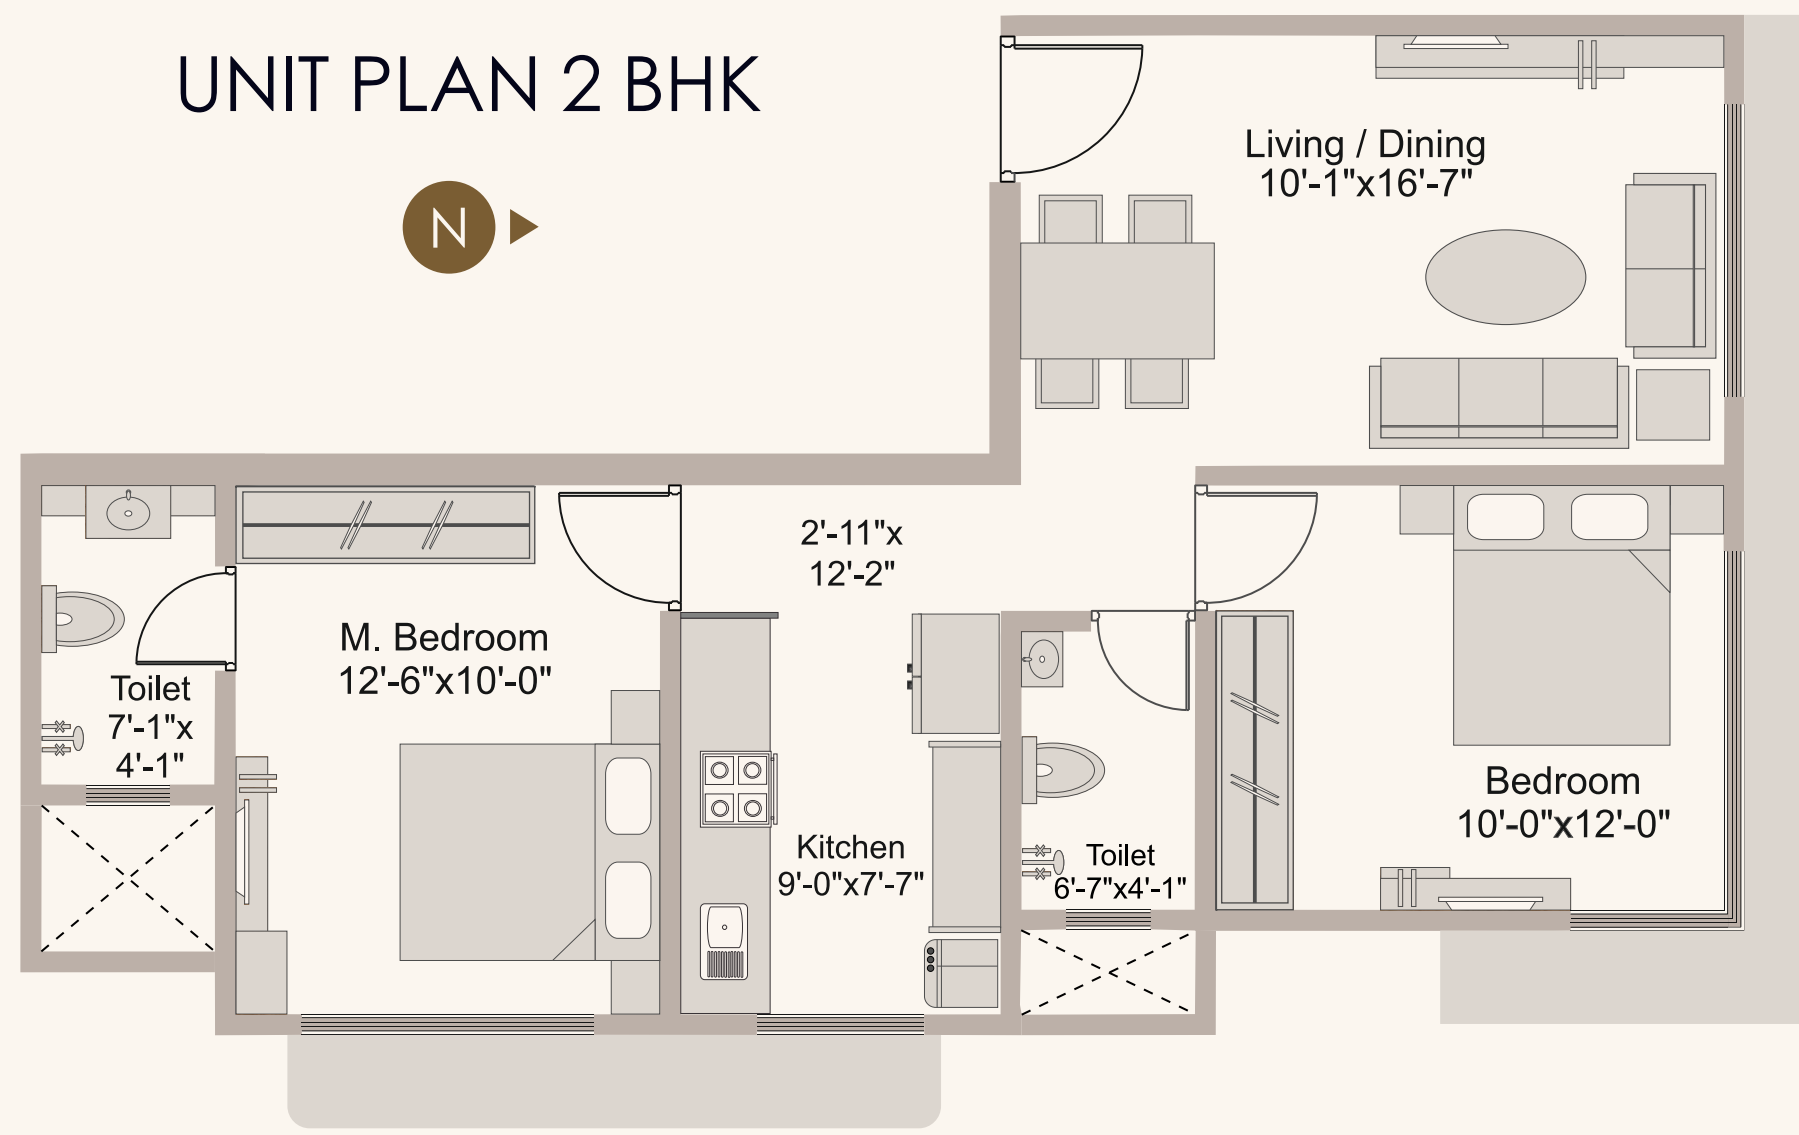 UNIT PLAN 2 BHK
N
Living / Dining
10'-1"x16'-7"
2'-11"x
12'-2"
M. Bedroom
12'-6"x10'-0"
Toilet
7'-1"x
4'-1"
Kitchen
9'-0"x7'-7"
Toilet
6'-7"x4'-1"
Bedroom
10'-0"x12'-0"